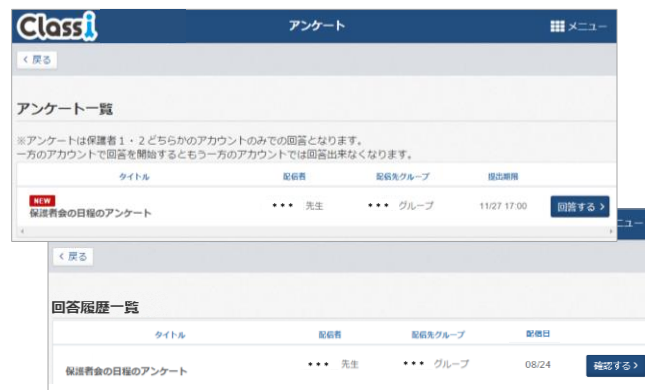 Classi
アンケート
メニュー
< 戻る
アンケート一覧
※アンケートは保護者1・2どちらかのアカウントのみでの回答となります。
一方のアカウントで回答を開始するともう一方のアカウントでは回答出来なくなります。
タイトル 配信者 配信先グループ 提出期限
NEW
保護者会の日程のアンケート ••• 先生 ••• グループ 11/27 17:00 回答する >
ニュー
< 戻る
回答履歴一覧
タイトル 配信者 配信先グループ 配信日
保護者会の日程のアンケート ••• 先生 ••• グループ 08/24 確認する >